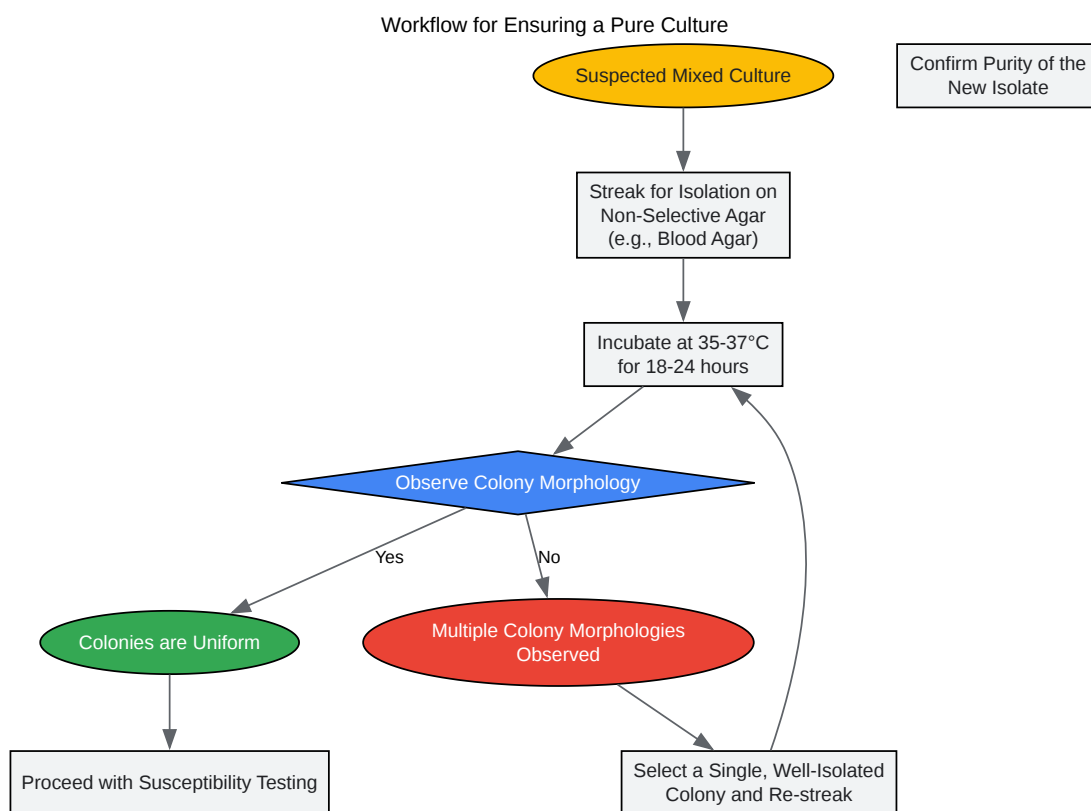 Workflow for Ensuring a Pure Culture
Suspected Mixed Culture
Confirm Purity of the
New Isolate
Streak for Isolation on
Non-Selective Agar
(e.g., Blood Agar)
Incubate at 35-37°C
for 18-24 hours
Observe Colony Morphology
Yes
No
Colonies are Uniform
Multiple Colony Morphologies
Observed
Proceed with Susceptibility Testing
Select a Single, Well-Isolated
Colony and Re-streak